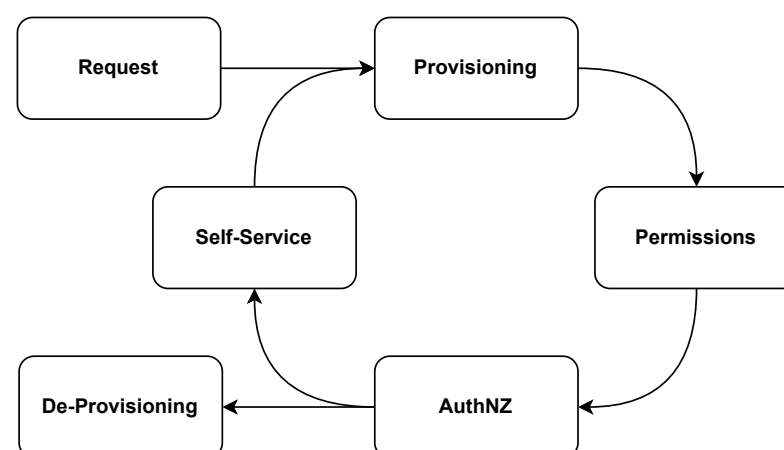 Request
Provisioning
Self-Service
Permissions
De-Provisioning
AuthNZ